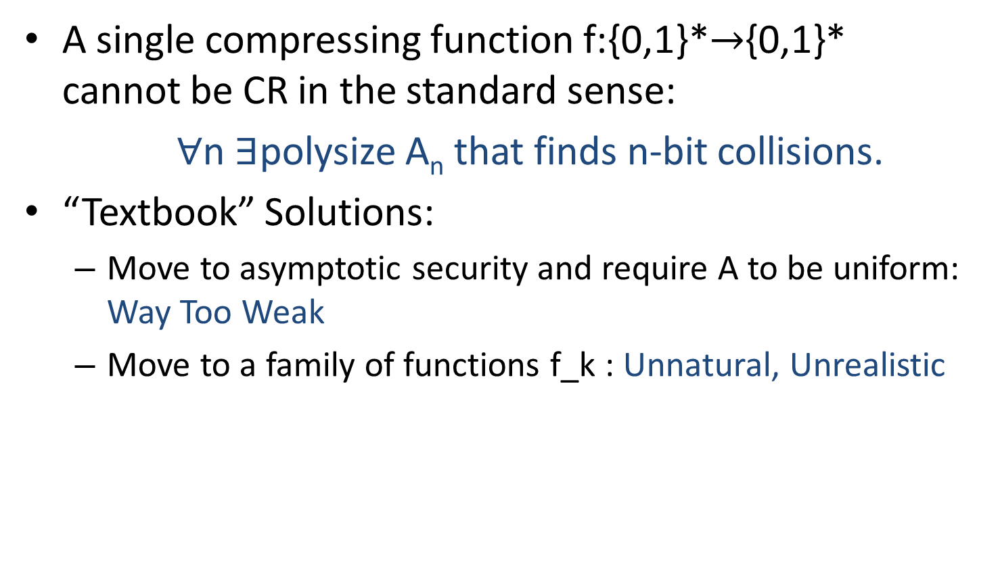 • A single compressing function f:{0,1}*→{0,1}*
cannot be CR in the standard sense:
∀n ∃polysize Aₙ that finds n-bit collisions.
• “Textbook” Solutions:
– Move to asymptotic security and require A to be uniform:
Way Too Weak
– Move to a family of functions f_k : Unnatural, Unrealistic